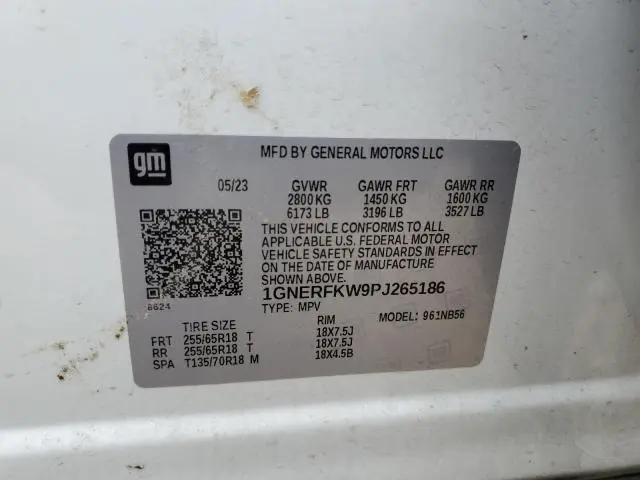 gm
MFD BY GENERAL MOTORS LLC
05/23 GVWR GAWR FRT GAWR RR
2800 KG 1450 KG 1600 KG
6173 LB 3196 LB 3527 LB
THIS VEHICLE CONFORMS TO ALL
APPLICABLE U.S. FEDERAL MOTOR
VEHICLE SAFETY STANDARDS IN EFFECT
ON THE DATE OF MANUFACTURE
SHOWN ABOVE.
8624
1GNERFKW9PJ265186
TYPE: MPV MODEL: 961NB56
TIRE SIZE RIM
FRT 255/65R18 T 18X7.5J
RR 255/65R18 T 18X7.5J
SPA T135/70R18 M 18X4.5B